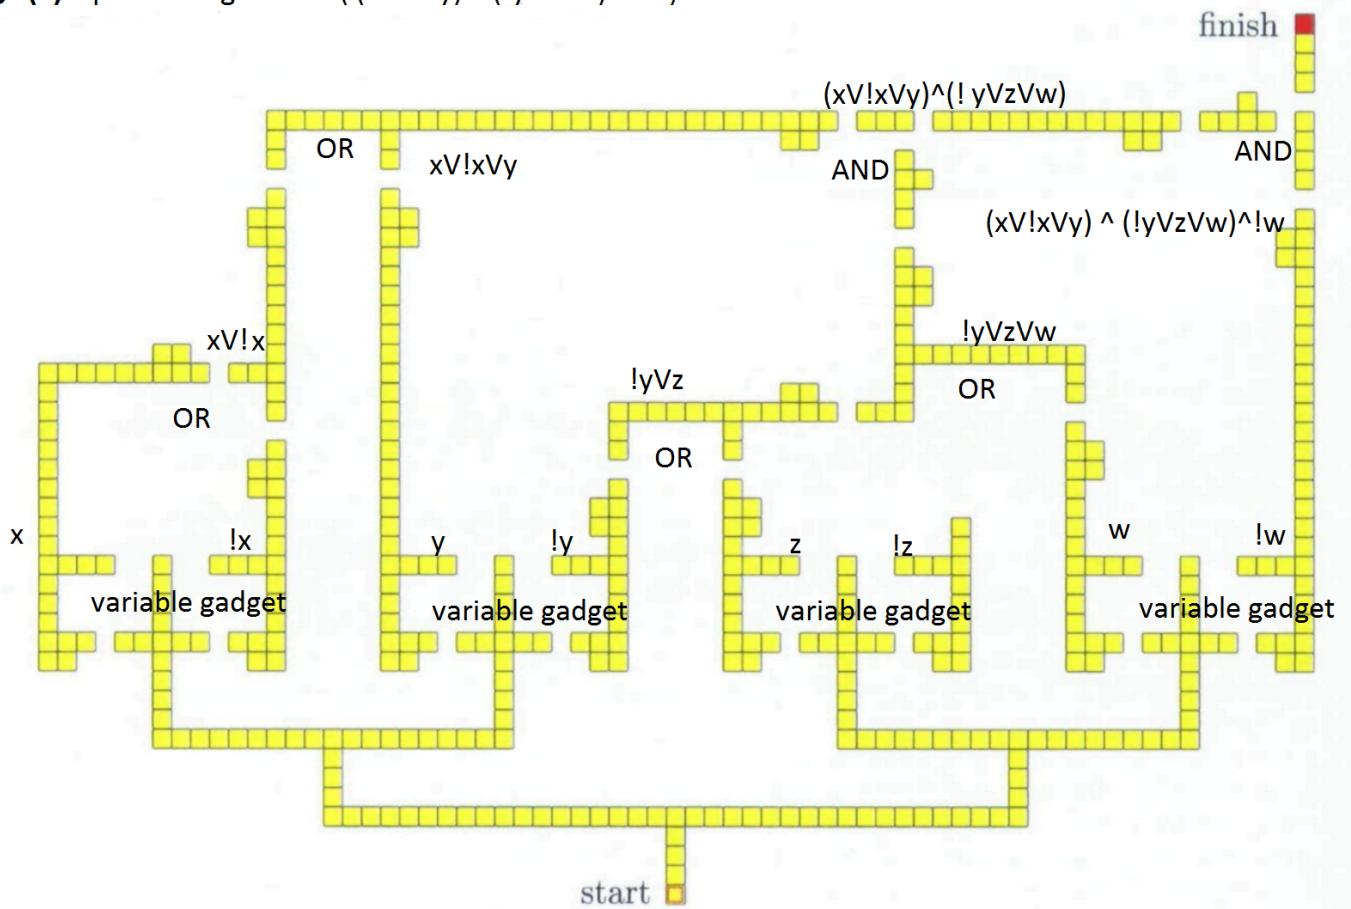 finish
(xV!xVy)^(! yVzVw)
OR
xV!xVy
AND
AND
(xV!xVy) ^ (!yVzVw)^!w
xV!x
!yVzVw
!yVz
OR
OR
OR
x
!x
y
!y
z
!z
w
!w
variable gadget
variable gadget
variable gadget
variable gadget
start